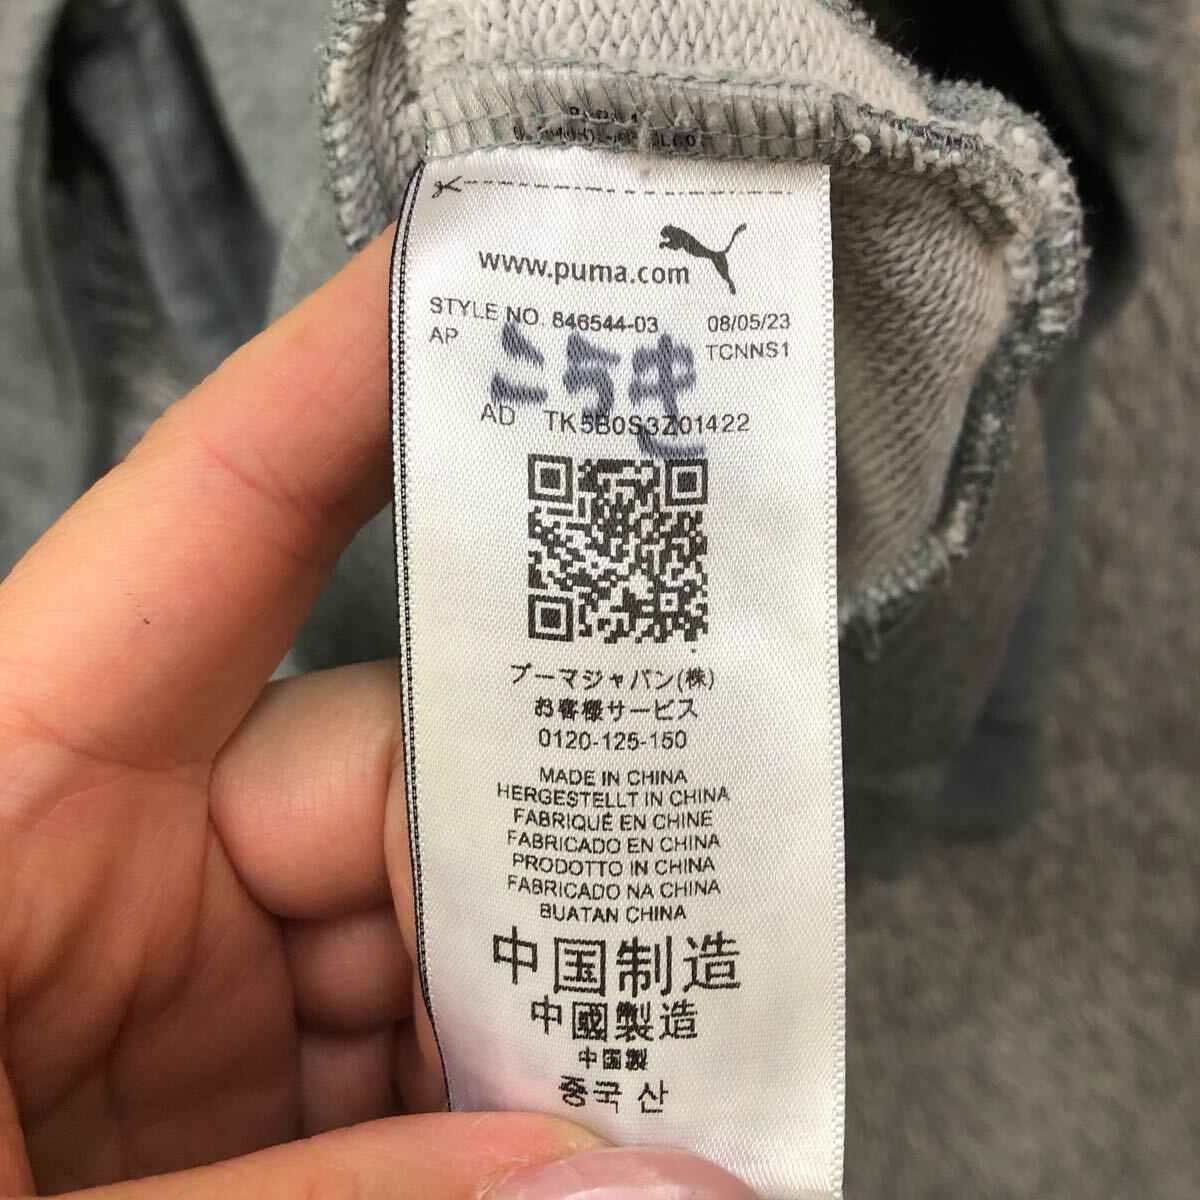 www.puma.com
STYLE NO. 846544-03 08/05/23
AP TCNNS1
AD TK5B0S3Z01422
プーマジャパン(株)
お客様サービス
0120-125-150
MADE IN CHINA
HERGESTELLT IN CHINA
FABRIQUÉ EN CHINE
FABRICADO EN CHINA
PRODOTTO IN CHINA
FABRICADO NA CHINA
BUATAN CHINA
中国制造
中國製造
中国製
중국 산